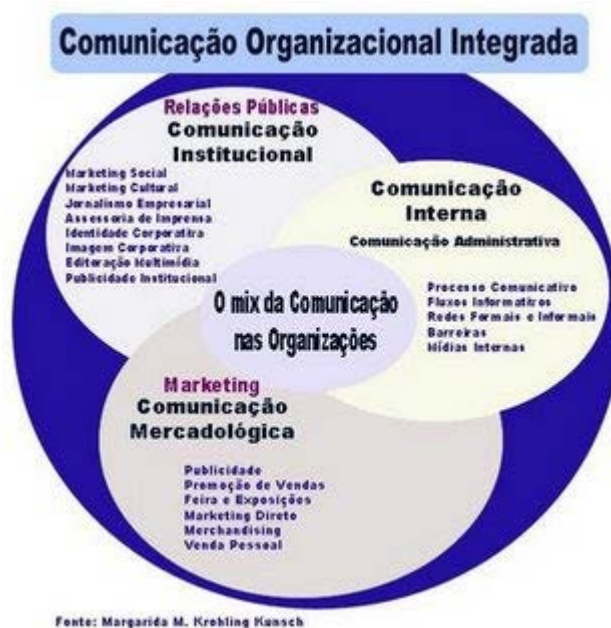 Comunicação Organizacional Integrada
Relações Públicas
Comunicação
Institucional
Marketing Social
Marketing Cultural
Jornalismo Empresarial
Assessoria de Imprensa
Identidade Corporativa
Imagem Corporativa
Editoração Multimídia
Publicidade Institucional
Comunicação
Interna
Comunicação Administrativa
Processo Comunicativo
Fluxos Informativos
Redes Formais e Informais
Barreiras
Mídias Internas
O mix da Comunicação
nas Organizações
Marketing
Comunicação
Mercadológica
Publicidade
Promoção de Vendas
Feira e Exposições
Marketing Direto
Merchandising
Venda Pessoal
Fonte: Margarida M. Krohling Kunsch